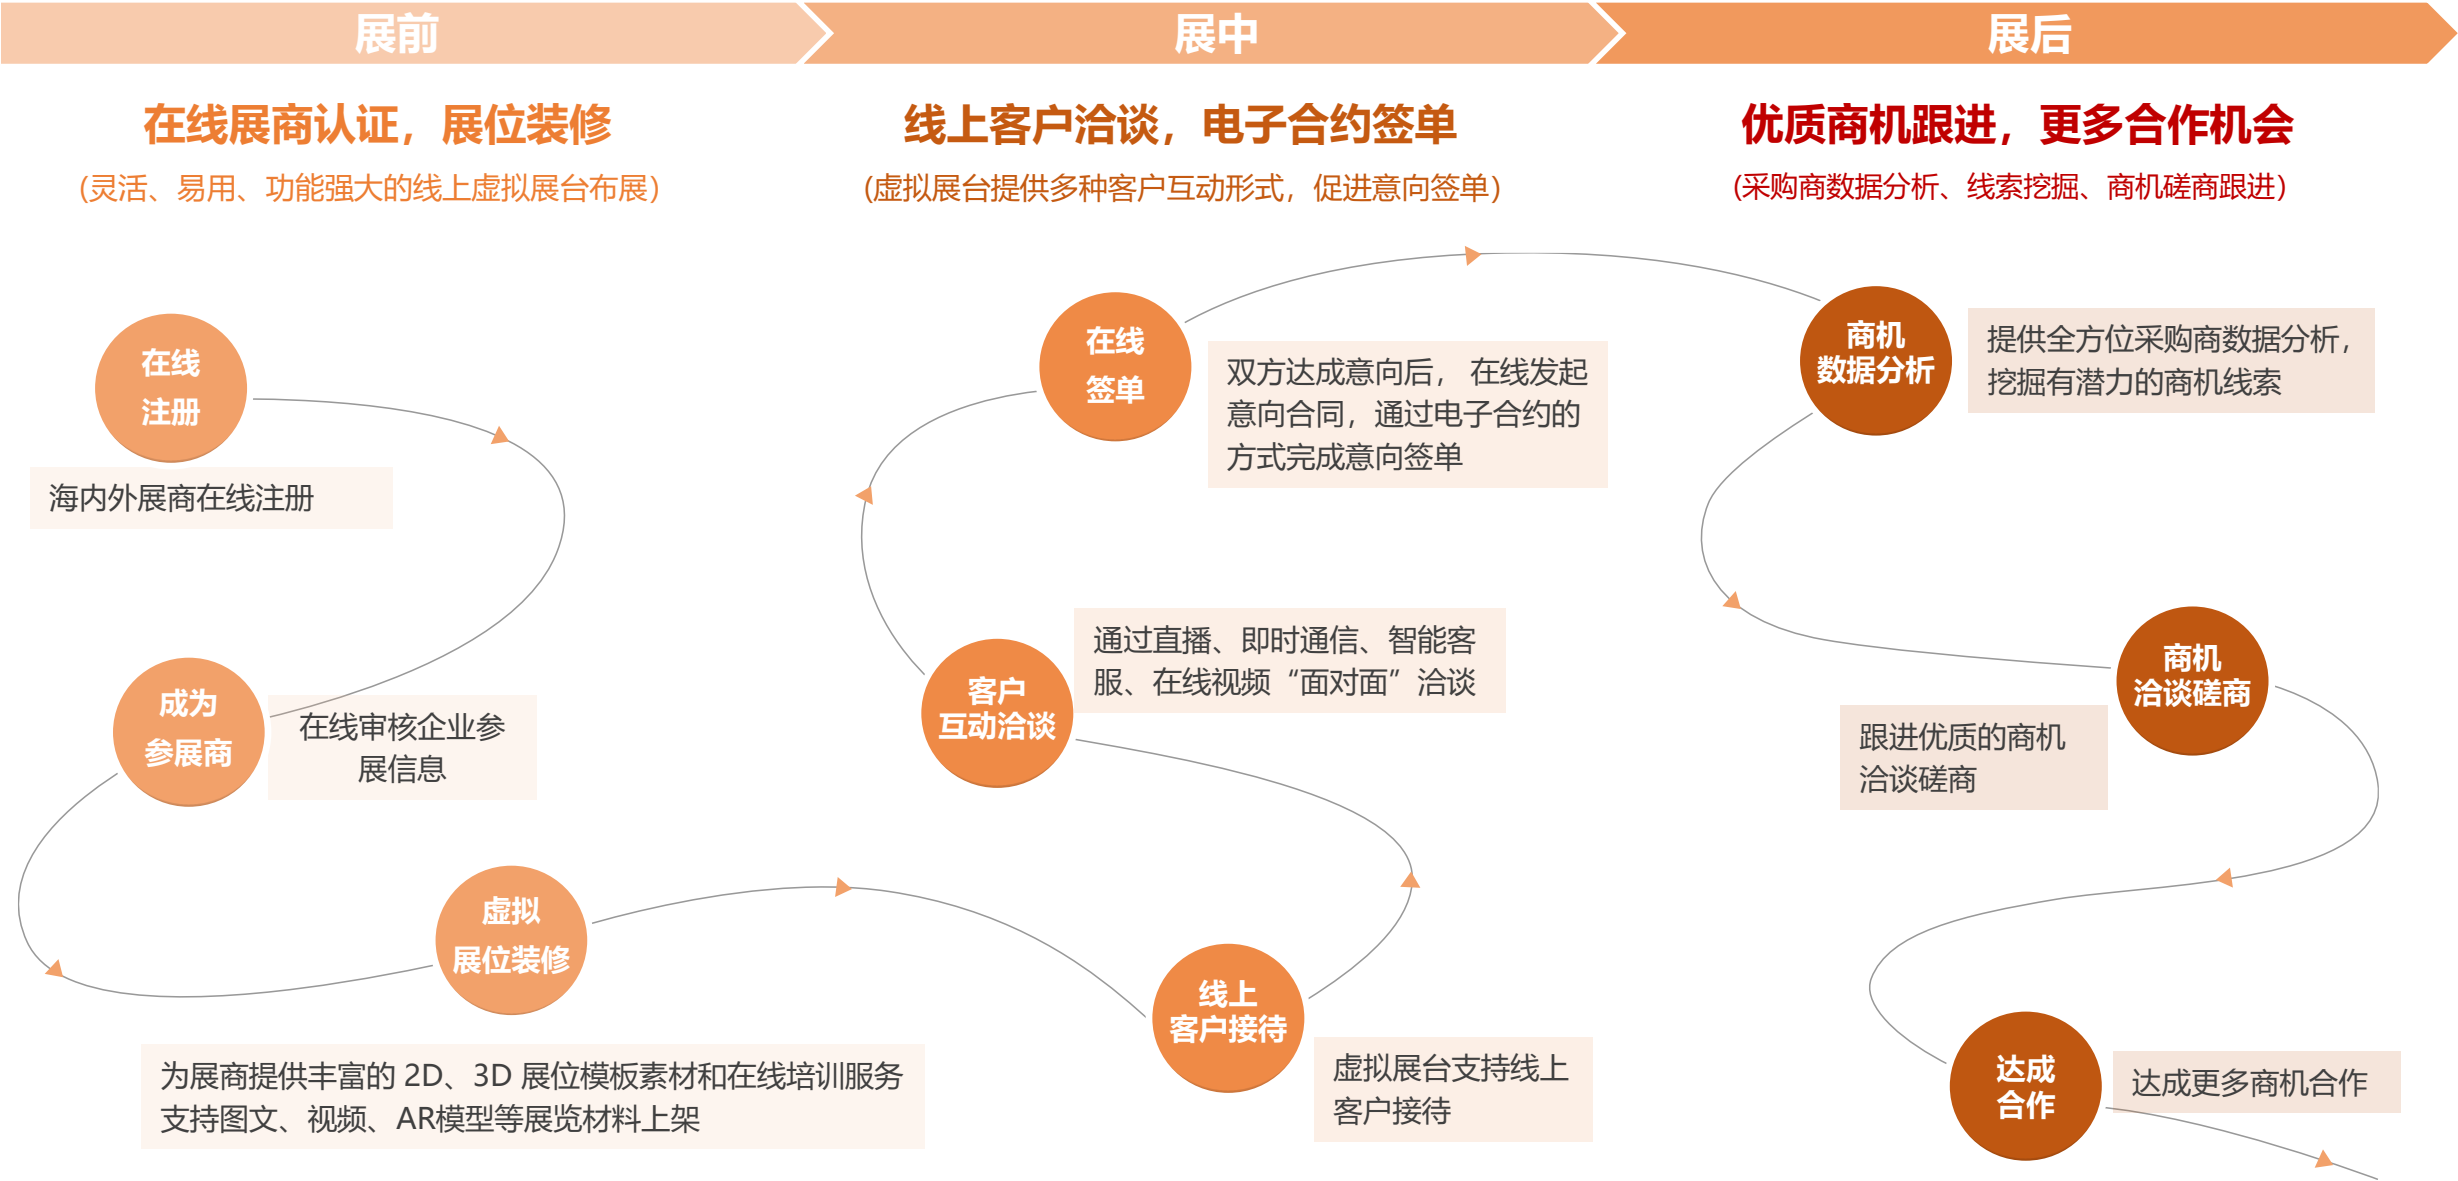 展前
展中
展后
在线展商认证，展位装修
(灵活、易用、功能强大的线上虚拟展台布展)
线上客户洽谈，电子合约签单
(虚拟展台提供多种客户互动形式，促进意向签单)
优质商机跟进，更多合作机会
(采购商数据分析、线索挖掘、商机磋商跟进)
在线
注册
海内外展商在线注册
成为
参展商
在线审核企业参
展信息
虚拟
展位装修
为展商提供丰富的 2D、3D 展位模板素材和在线培训服务
支持图文、视频、AR模型等展览材料上架
线上
客户接待
虚拟展台支持线上
客户接待
客户
互动洽谈
通过直播、即时通信、智能客
服、在线视频“面对面”洽谈
在线
签单
双方达成意向后， 在线发起
意向合同，通过电子合约的
方式完成意向签单
商机
数据分析
提供全方位采购商数据分析，
挖掘有潜力的商机线索
商机
洽谈磋商
跟进优质的商机
洽谈磋商
达成
合作
达成更多商机合作